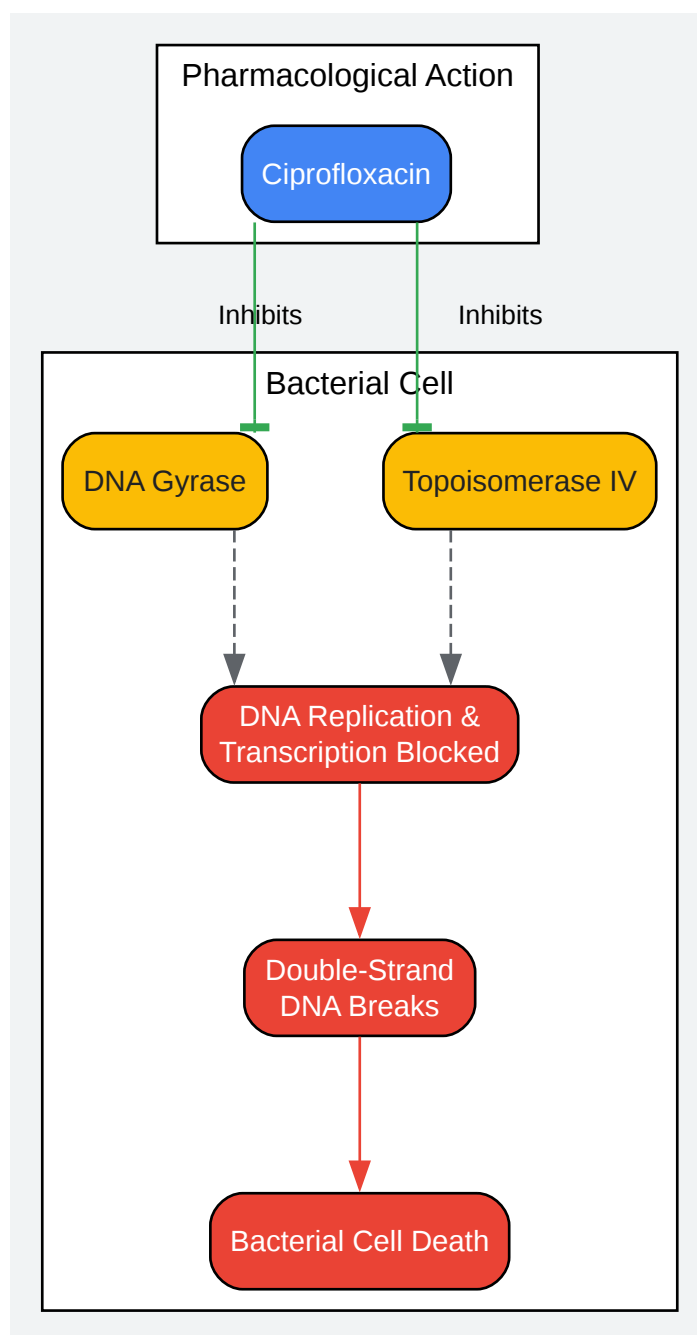 Pharmacological Action
Ciprofloxacin
Inhibits
Inhibits
Bacterial Cell
DNA Gyrase
Topoisomerase IV
DNA Replication &
Transcription Blocked
Double-Strand
DNA Breaks
Bacterial Cell Death